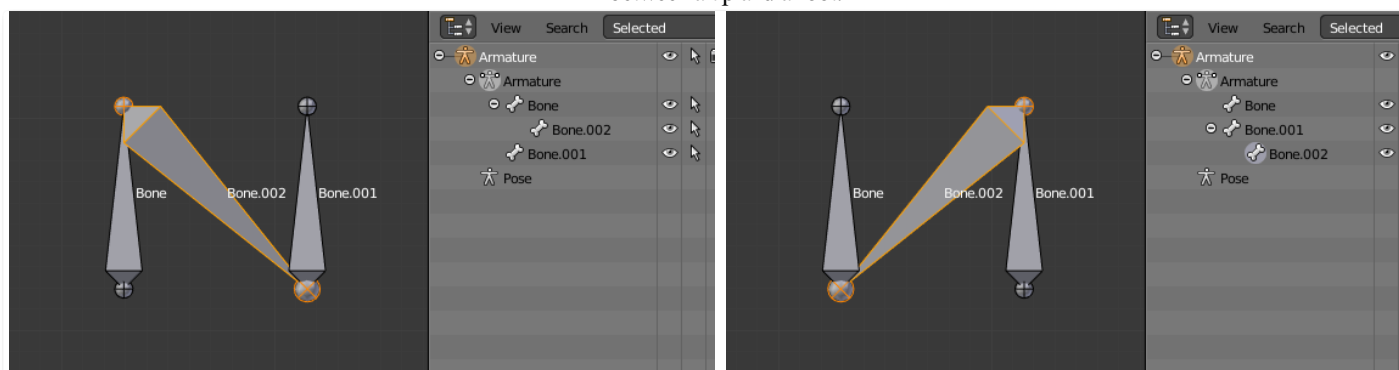 View Search Selected
Armature
Armature
Bone
Bone.002
Bone.001
Pose
Bone Bone.002 Bone.001
View Search Selected
Armature
Armature
Bone
Bone.001
Bone.002
Pose
Bone Bone.002 Bone.001